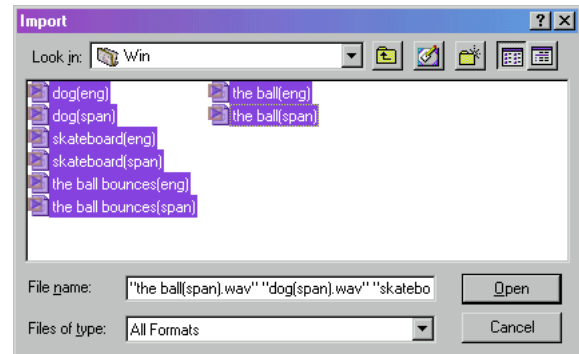 Import
Look in: Win
dog(eng)
dog(span)
skateboard(eng)
skateboard(span)
the ball bounces(eng)
the ball bounces(span)
the ball(eng)
the ball(span)
File name: "the ball(span).wav" "dog(span).wav" "skatebo
Open
Files of type: All Formats
Cancel